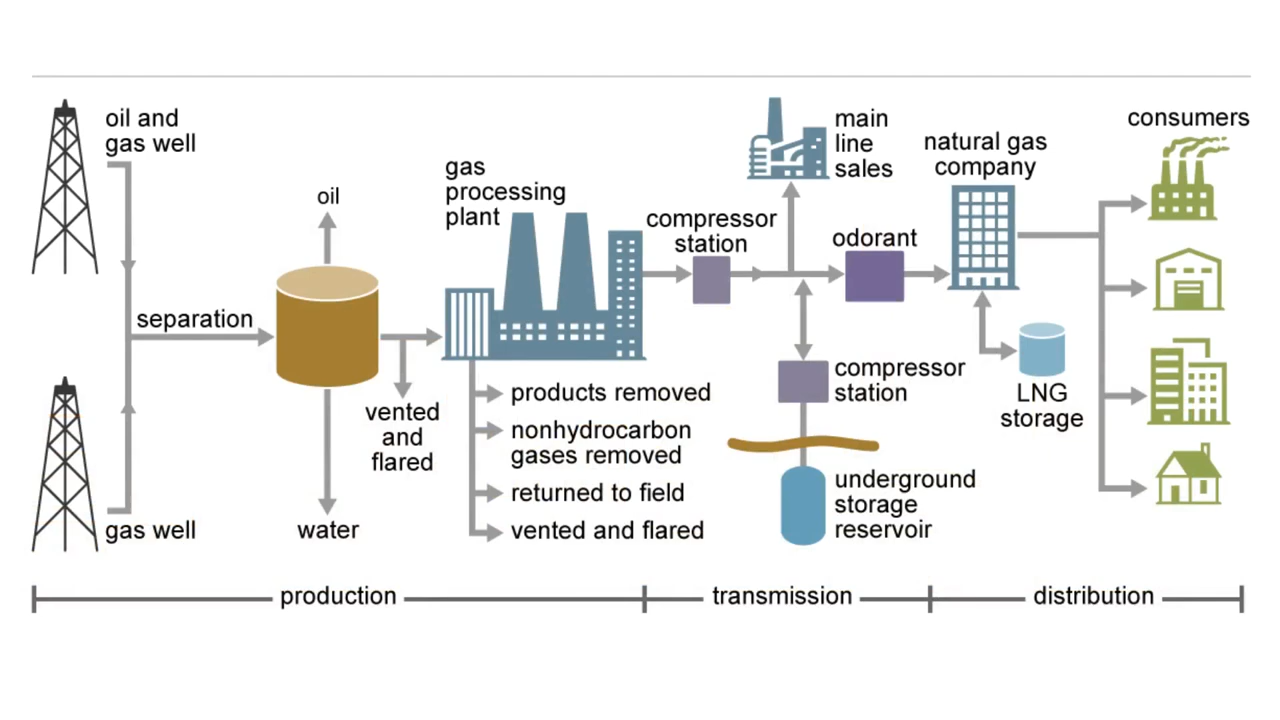 oil and
gas well
gas well
separation
oil
water
vented
and
flared
gas
processing
plant
products removed
nonhydrocarbon
gases removed
returned to field
vented and flared
compressor
station
main
line
sales
odorant
compressor
station
underground
storage
reservoir
natural gas
company
LNG
storage
consumers
production
transmission
distribution